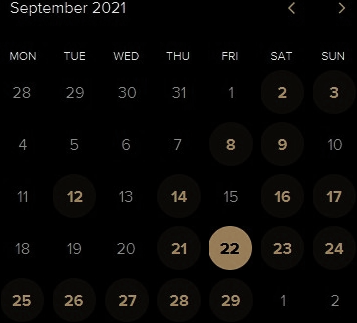 September 2021 < >
MON TUE WED THU FRI SAT SUN
28 29 30 31 1 2 3
4 5 6 7 8 9 10
11 12 13 14 15 16 17
18 19 20 21 22 23 24
25 26 27 28 29 1 2